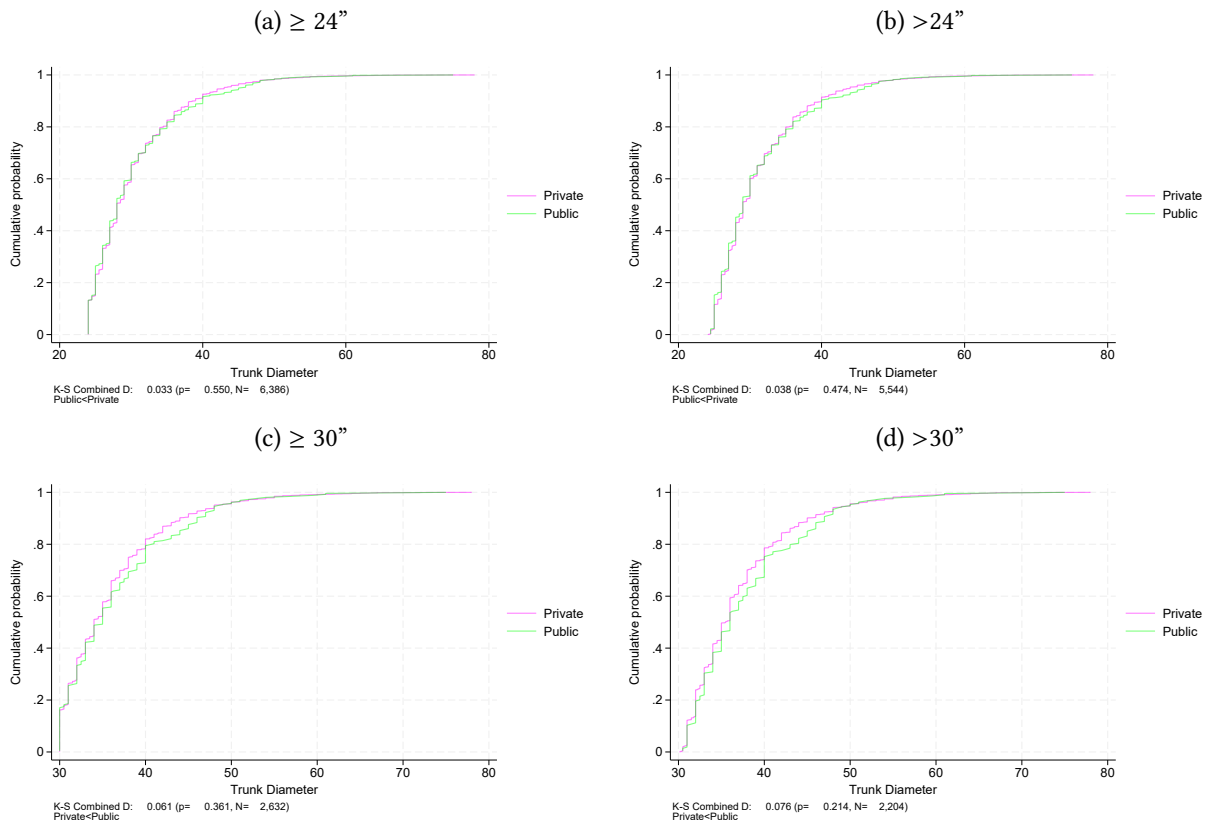 (a) ≥ 24”
Cumulative probability
1
.8
.6
.4
.2
0
20
40
60
80
Trunk Diameter
Private
Public
K-S Combined D: 0.033 (p= 0.550, N= 6,386)
Public<Private
(b) >24”
Cumulative probability
1
.8
.6
.4
.2
0
20
40
60
80
Trunk Diameter
Private
Public
K-S Combined D: 0.038 (p= 0.474, N= 5,544)
Public<Private
(c) ≥ 30”
Cumulative probability
1
.8
.6
.4
.2
0
30
40
50
60
70
80
Trunk Diameter
Private
Public
K-S Combined D: 0.061 (p= 0.361, N= 2,632)
Private<Public
(d) >30”
Cumulative probability
1
.8
.6
.4
.2
0
30
40
50
60
70
80
Trunk Diameter
Private
Public
K-S Combined D: 0.076 (p= 0.214, N= 2,204)
Private<Public